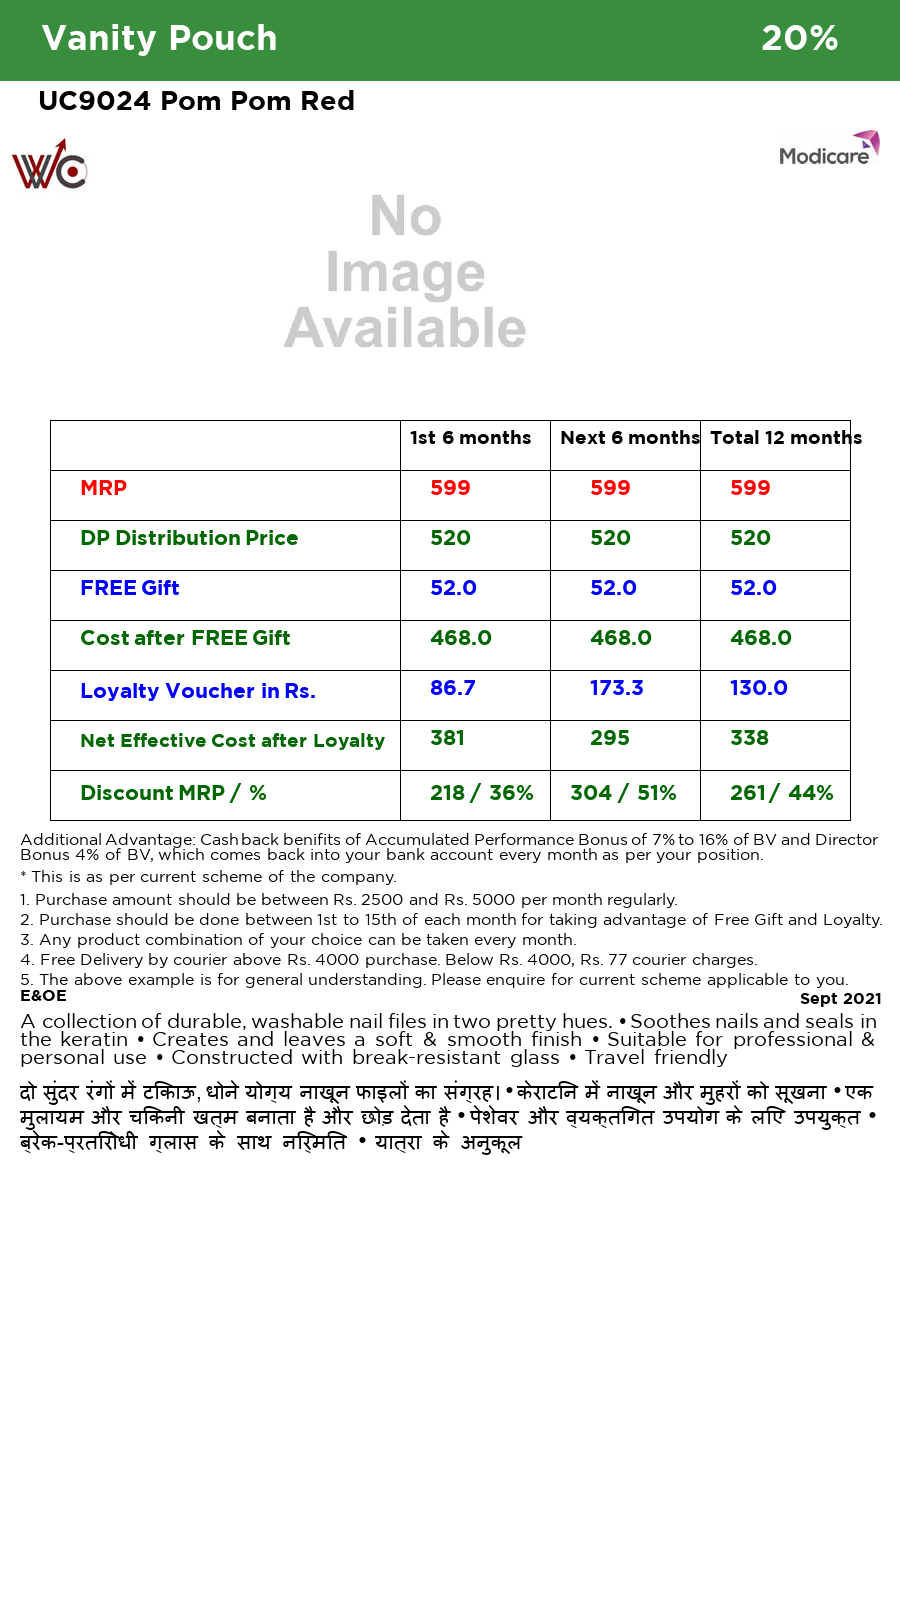 Vanity Pouch 20%
UC9024 Pom Pom Red
WC
Modicare
No
Image
Available
1st 6 months Next 6 months Total 12 months
MRP 599 599 599
DP Distribution Price 520 520 520
FREE Gift 52.0 52.0 52.0
Cost after FREE Gift 468.0 468.0 468.0
Loyalty Voucher in Rs. 86.7 173.3 130.0
Net Effective Cost after Loyalty 381 295 338
Discount MRP / % 218 / 36% 304 / 51% 261 / 44%
Additional Advantage: Cashback benifits of Accumulated Performance Bonus of 7% to 16% of BV and Director
Bonus 4% of BV, which comes back into your bank account every month as per your position.
* This is as per current scheme of the company.
1. Purchase amount should be between Rs. 2500 and Rs. 5000 per month regularly.
2. Purchase should be done between 1st to 15th of each month for taking advantage of Free Gift and Loyalty.
3. Any product combination of your choice can be taken every month.
4. Free Delivery by courier above Rs. 4000 purchase. Below Rs. 4000, Rs. 77 courier charges.
5. The above example is for general understanding. Please enquire for current scheme applicable to you.
E&OE Sept 2021
A collection of durable, washable nail files in two pretty hues. • Soothes nails and seals in
the keratin • Creates and leaves a soft & smooth finish • Suitable for professional &
personal use • Constructed with break-resistant glass • Travel friendly
दो सुंदर रंगों में टिकाऊ, धोने योग्य नाखून फाइलों का संग्रह। • केराटिन में नाखून और मुहरों को सूखना • एक
मुलायम और चिकनी खत्म बनाता है और छोड़ देता है • पेशेवर और व्यक्तिगत उपयोग के लिए उपयुक्त •
ब्रेक-प्रतिरोधी ग्लास के साथ निर्मित • यात्रा के अनुकूल